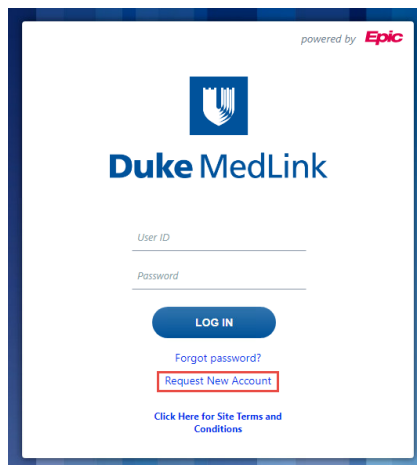 powered by Epic
Duke MedLink
User ID
Password
LOG IN
Forgot password?
Request New Account
Click Here for Site Terms and
Conditions